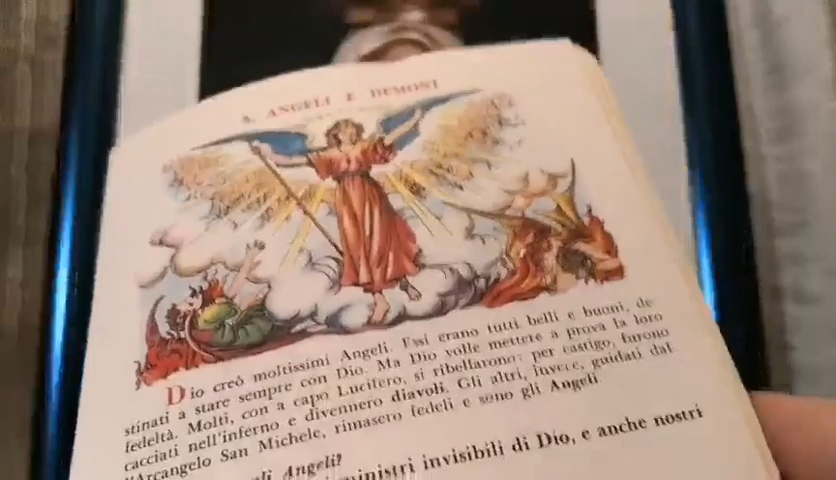 4. ANGELI E DEMONI
Dio creò moltissimi Angeli. Essi erano tutti belli e buoni, de
stinati a stare sempre con Dio. Ma Dio volle mettere a prova la loro
fedeltà. Molti, con a capo Lucifero, si ribellarono: per castigo, furono
cacciati nell'inferno e divennero diavoli. Gli altri, invece, guidati dal
l'Arcangelo San Michele, rimasero fedeli e sono gli Angeli.
gli Angeli?
ministri invisibili di Dio, e anche nostri